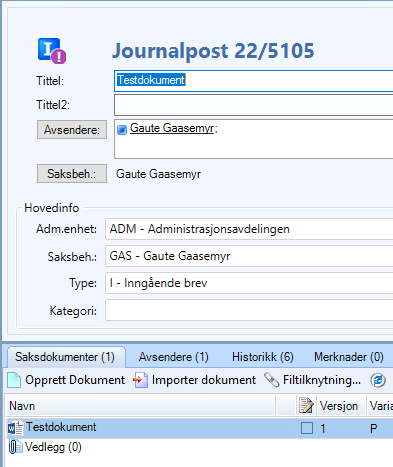 Journalpost 22/5105
Tittel: Testdokument
Tittel2:
Avsendere: Gaute Gaasemyr;
Saksbeh.: Gaute Gaasemyr
Hovedinfo
Adm.enhet: ADM - Administrasjonsavdelingen
Saksbeh.: GAS - Gaute Gaasemyr
Type: I - Inngående brev
Kategori:
Saksdokumenter (1) Avsendere (1) Historikk (6) Merknader (0)
Opprett Dokument Importer dokument Filtilknytning...
Navn Versjon Varia
Testdokument 1 P
Vedlegg (0)